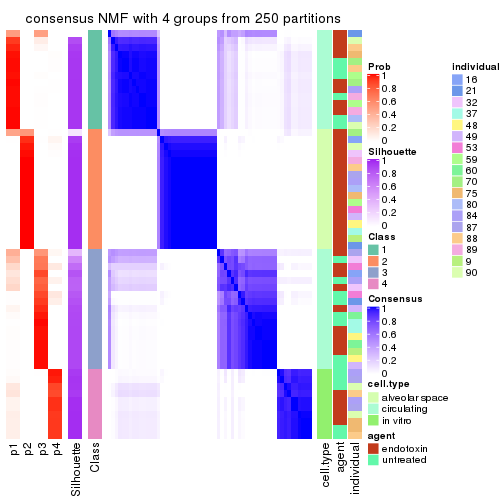 consensus NMF with 4 groups from 250 partitions
Prob
1
0.8
0.6
0.4
0.2
0
Silhouette
1
0.8
0.6
0.4
0.2
0
Class
1
2
3
4
Consensus
1
0.8
0.6
0.4
0.2
0
cell.type
alveolar space
circulating
in vitro
agent
endotoxin
untreated
individual
16
21
32
37
48
49
53
59
60
70
75
80
84
87
88
89
9
90
p1
p2
p3
p4
Silhouette
Class
cell.type
agent
individual